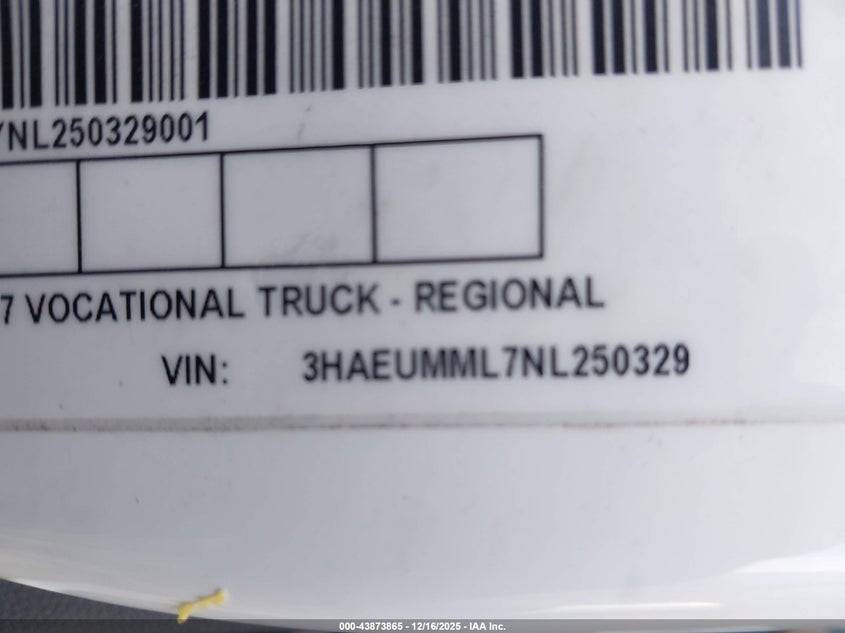 NL250329001
7 VOCATIONAL TRUCK - REGIONAL
VIN: 3HAEUMML7NL250329
000-43873865 - 12/16/2025 - IAA Inc.